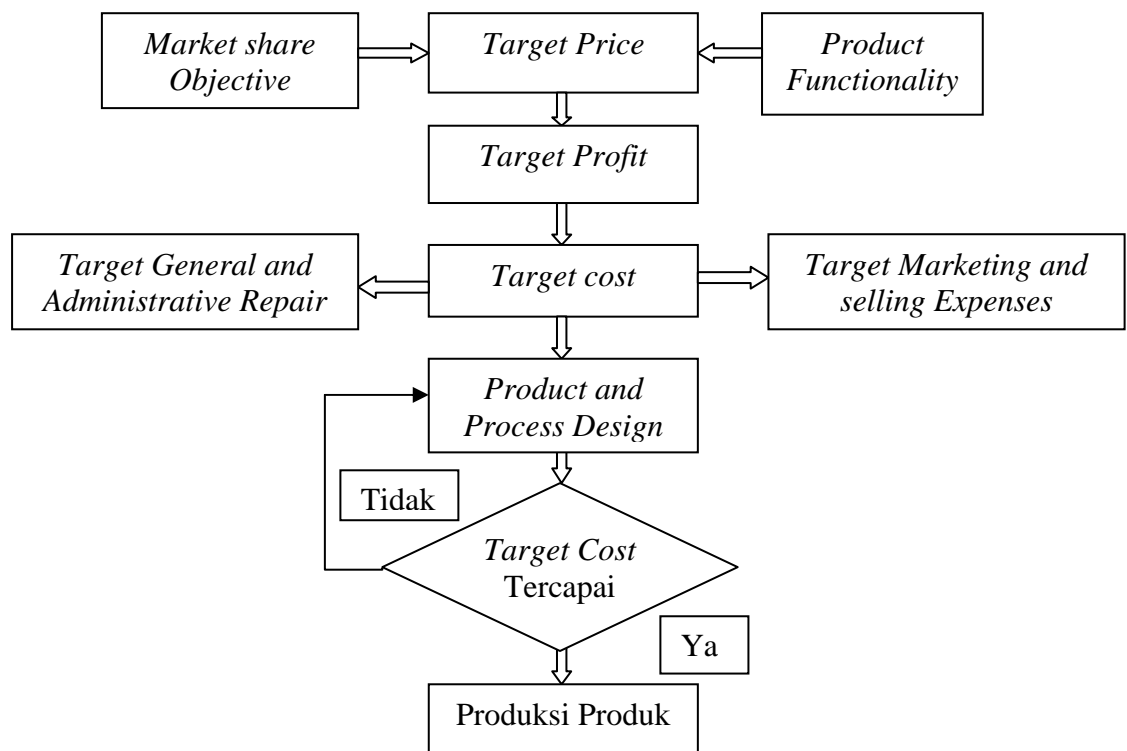 Market share
Objective
Target Price
Product
Functionality
Target Profit
Target General and
Administrative Repair
Target cost
Target Marketing and
selling Expenses
Product and
Process Design
Tidak
Target Cost
Tercapai
Ya
Produksi Produk